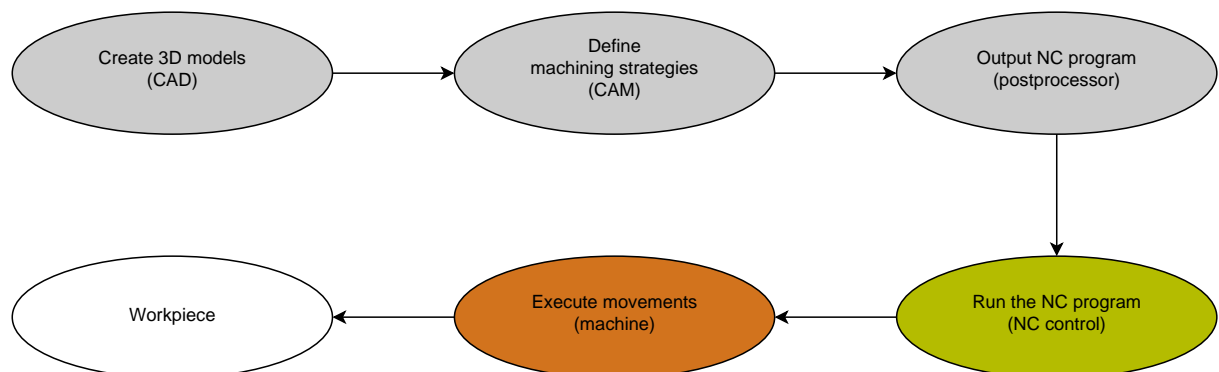 Create 3D models
(CAD)
Define
machining strategies
(CAM)
Output NC program
(postprocessor)
Workpiece
Execute movements
(machine)
Run the NC program
(NC control)